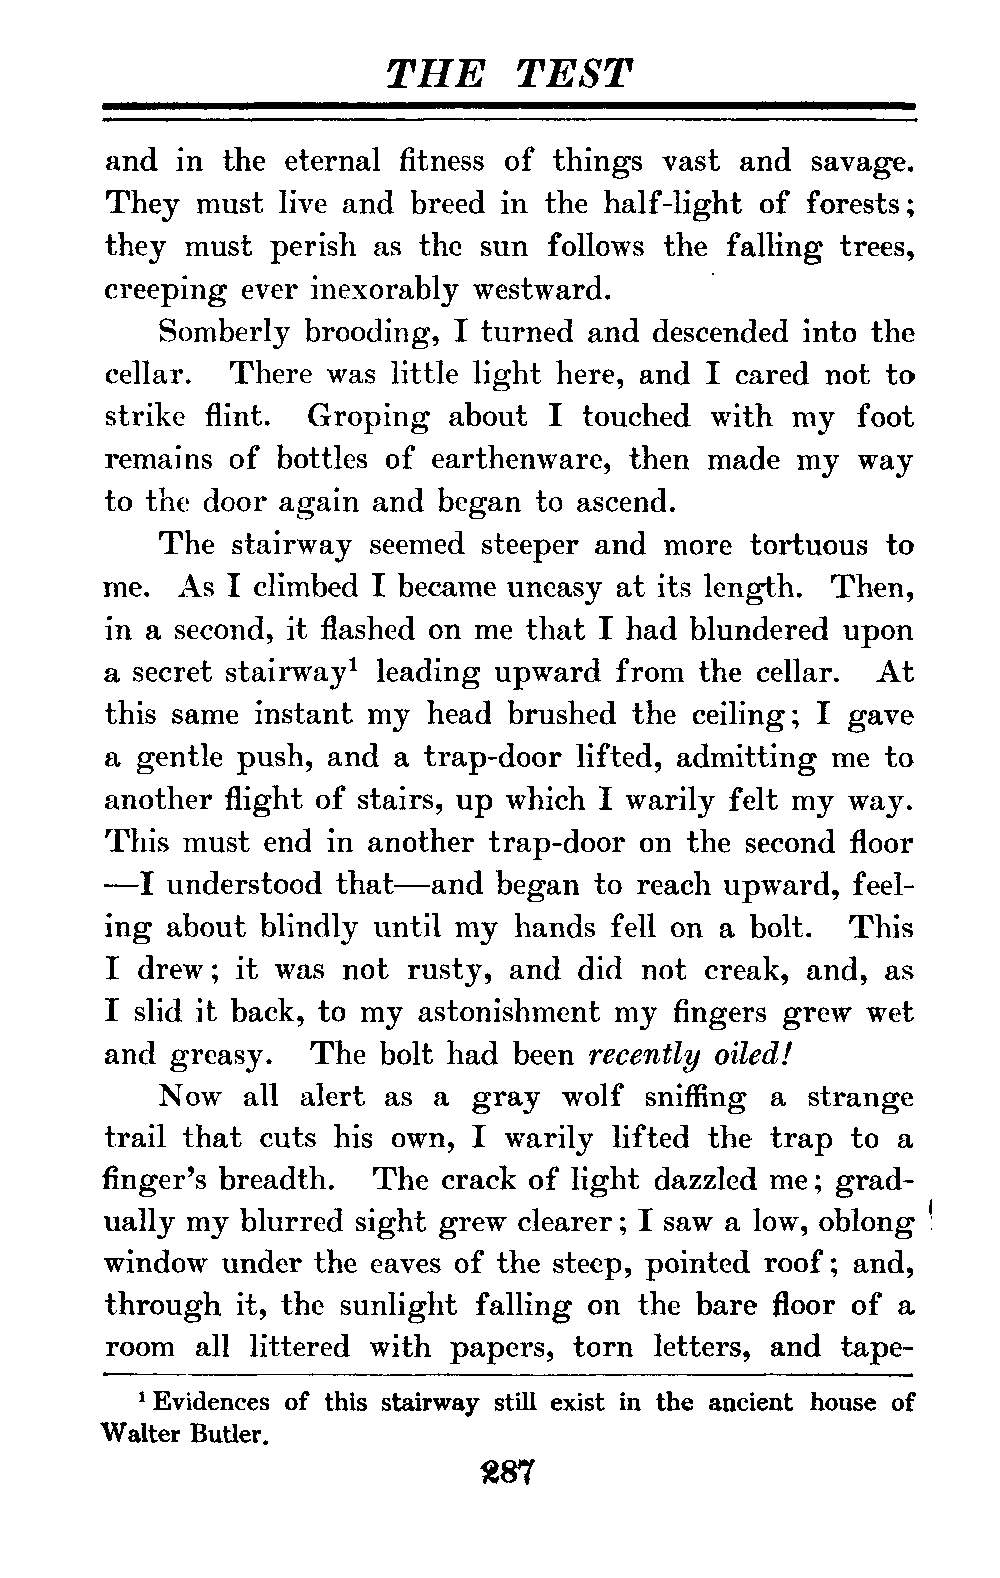 THE TEST
and in the eternal fitness of things vast and savage.
They must live and breed in the half-light of forests;
they must perish as the sun follows the falling trees,
creeping ever inexorably westward.
Somberly brooding, I turned and descended into the
cellar. There was little light here, and I cared not to
strike flint. Groping about I touched with my foot
remains of bottles of earthenware, then made my way
to the door again and began to ascend.
The stairway seemed steeper and more tortuous to
me. As I climbed I became uneasy at its length. Then,
in a second, it flashed on me that I had blundered upon
a secret stairway¹ leading upward from the cellar. At
this same instant my head brushed the ceiling; I gave
a gentle push, and a trap-door lifted, admitting me to
another flight of stairs, up which I warily felt my way.
This must end in another trap-door on the second floor
—I understood that—and began to reach upward, feel-
ing about blindly until my hands fell on a bolt. This
I drew; it was not rusty, and did not creak, and, as
I slid it back, to my astonishment my fingers grew wet
and greasy. The bolt had been recently oiled!
Now all alert as a gray wolf sniffing a strange
trail that cuts his own, I warily lifted the trap to a
finger's breadth. The crack of light dazzled me; grad-
ually my blurred sight grew clearer; I saw a low, oblong
window under the eaves of the steep, pointed roof; and,
through it, the sunlight falling on the bare floor of a
room all littered with papers, torn letters, and tape-
¹ Evidences of this stairway still exist in the ancient house of
Walter Butler.
287